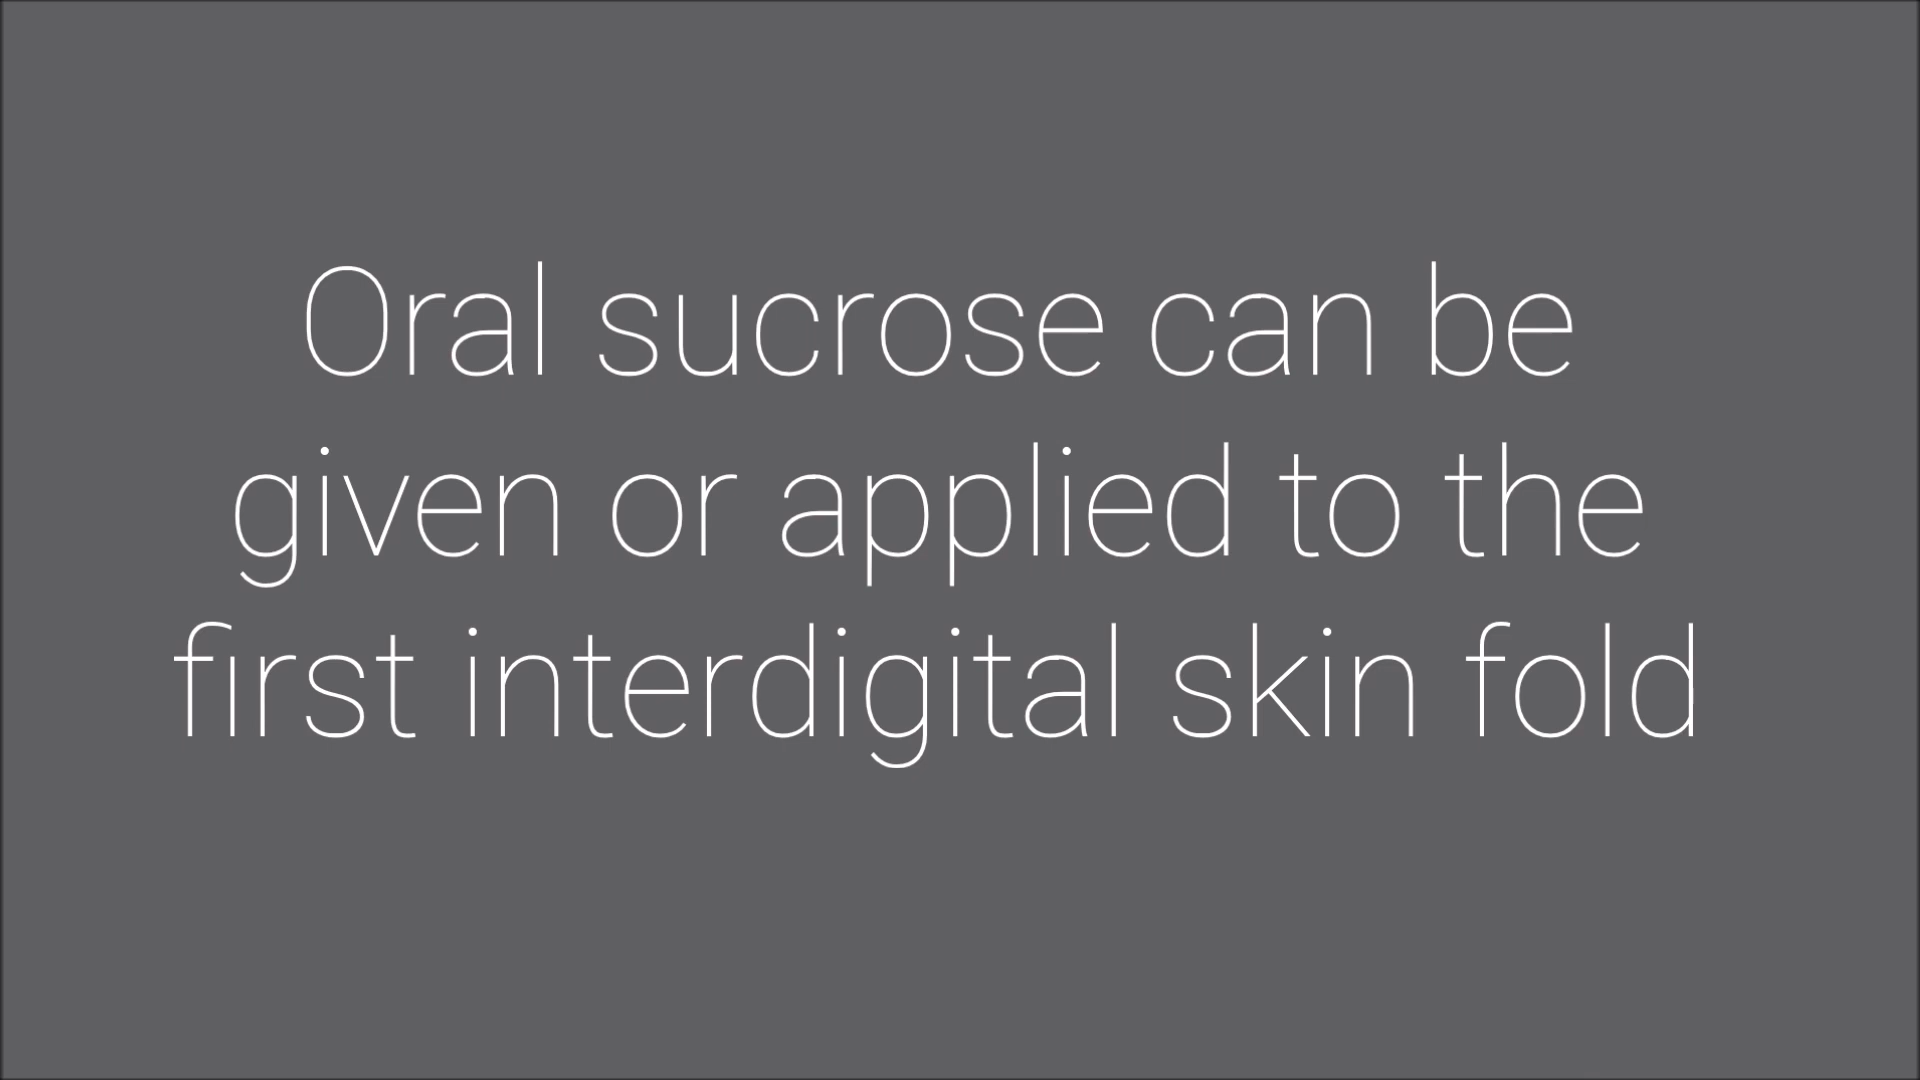 Oral sucrose can be
given or applied to the
first interdigital skin fold